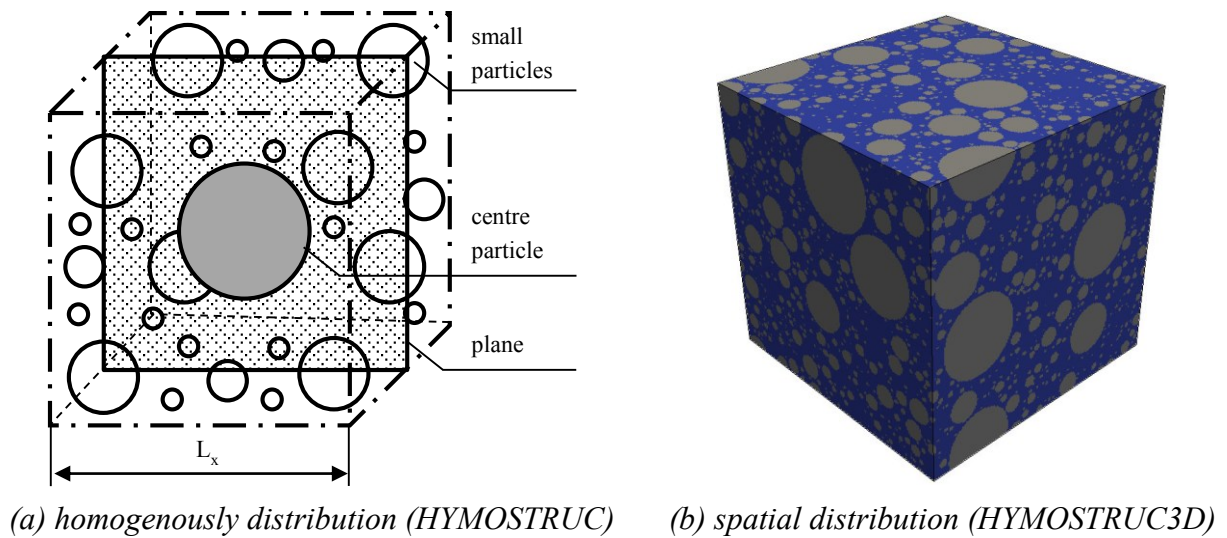 small
particles
centre
particle
plane
Lx
(a) homogenously distribution (HYMOSTRUC)
(b) spatial distribution (HYMOSTRUC3D)